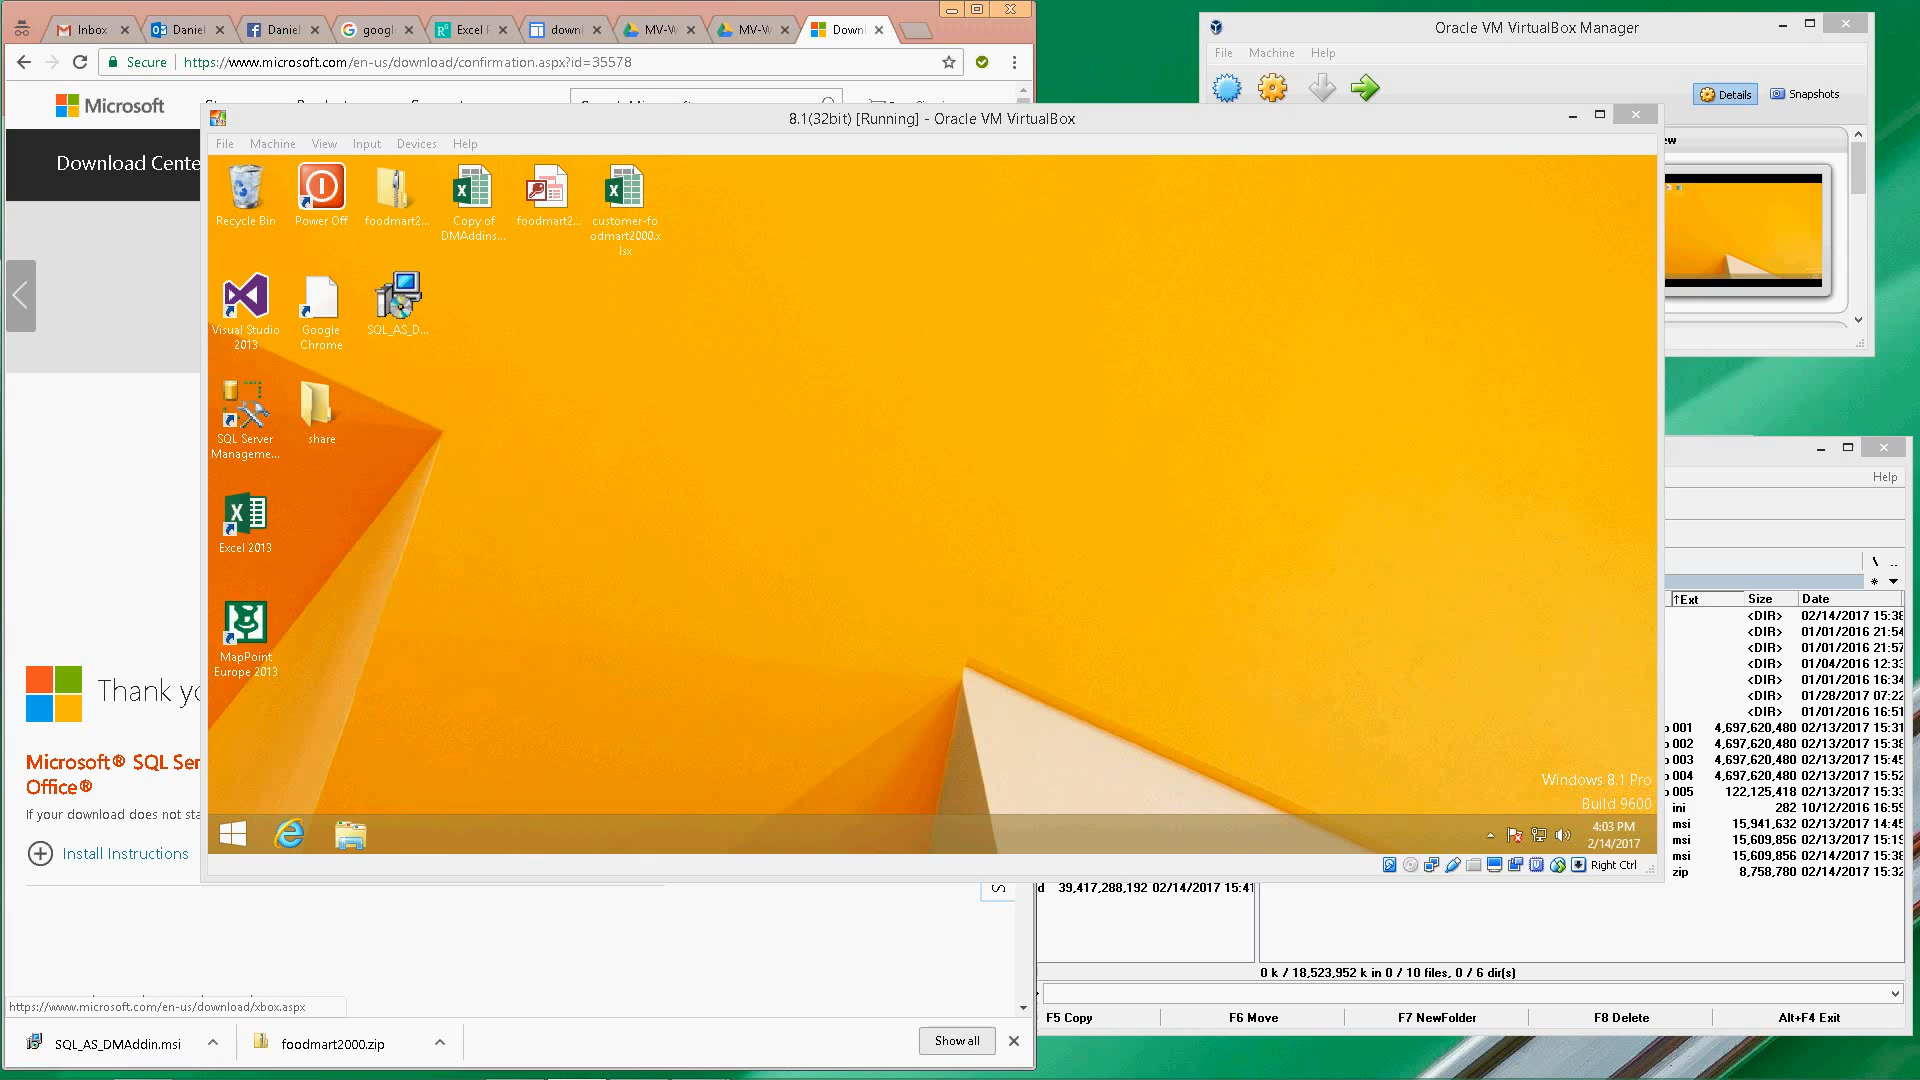 Inbox
Daniel
Daniel
googl
Excel F
down
MV-W
MV-W
Downl
Secure
https://www.microsoft.com/en-us/download/confirmation.aspx?id=35578
Microsoft
Download Cente
Thank yo
Microsoft® SQL Ser
Office®
If your download does not sta
Install Instructions
https://www.microsoft.com/en-us/download/xbox.aspx
SQL_AS_DMAddin.msi
foodmart2000.zip
Show all
Oracle VM VirtualBox Manager
File Machine Help
Details
Snapshots
ew
8.1(32bit) [Running] - Oracle VM VirtualBox
File Machine View Input Devices Help
Recycle Bin
Power Off
foodmart2...
Copy of
DMAddins...
foodmart2...
customer-fo
odmart2000.x
lsx
Visual Studio
2013
Google
Chrome
SQL_AS_D...
SQL Server
Manageme...
share
Excel 2013
MapPoint
Europe 2013
Windows 8.1 Pro
Build 9600
4:03 PM
2/14/2017
Right Ctrl
Help
\ ..
* 
↑Ext Size Date
<DIR> 02/14/2017 15:38
<DIR> 01/01/2016 21:54
<DIR> 01/01/2016 21:57
<DIR> 01/04/2016 12:33
<DIR> 01/01/2016 16:34
<DIR> 01/28/2017 07:22
<DIR> 01/01/2016 16:51
001 4,697,620,480 02/13/2017 15:31
002 4,697,620,480 02/13/2017 15:38
003 4,697,620,480 02/13/2017 15:45
004 4,697,620,480 02/13/2017 15:52
005 122,125,418 02/13/2017 15:33
ini 282 10/12/2016 16:59
msi 15,941,632 02/13/2017 14:45
msi 15,609,856 02/13/2017 15:19
msi 15,609,856 02/14/2017 15:38
zip 8,758,780 02/14/2017 15:32
d 39,417,288,192 02/14/2017 15:41
0 k / 18,523,952 k in 0 / 10 files, 0 / 6 dir(s)
F5 Copy
F6 Move
F7 NewFolder
F8 Delete
Alt+F4 Exit